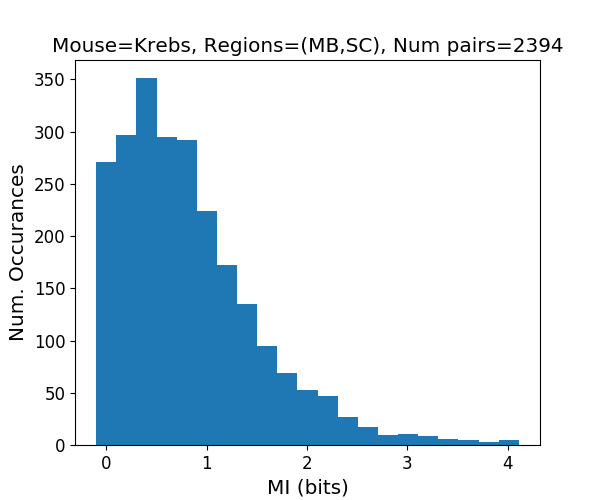 Mouse=Krebs, Regions=(MB,SC), Num pairs=2394
350
300
250
200
150
100
50
0
Num. Occurances
0 1 2 3 4
MI (bits)